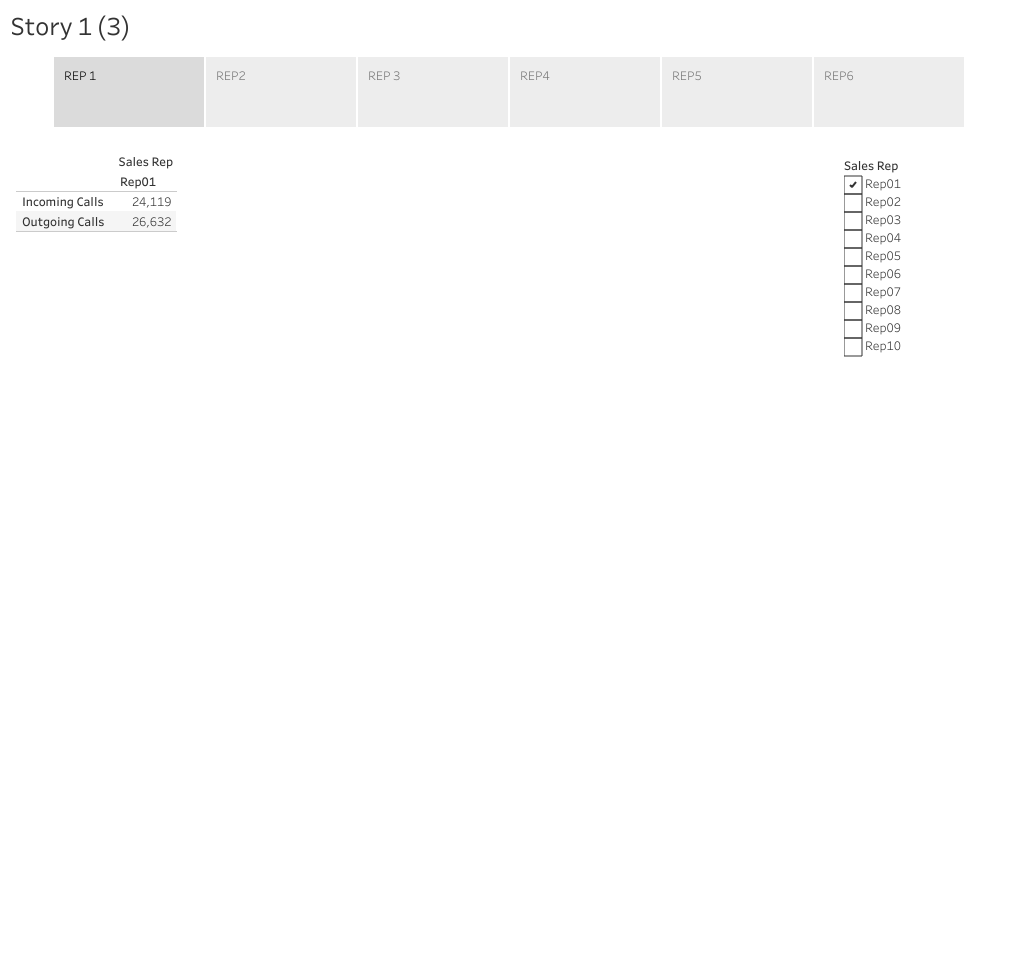 Story 1 (3)
REP 1 REP2 REP 3 REP4 REP5 REP6
Sales Rep
Rep01
Incoming Calls 24,119
Outgoing Calls 26,632
Sales Rep
Rep01
Rep02
Rep03
Rep04
Rep05
Rep06
Rep07
Rep08
Rep09
Rep10